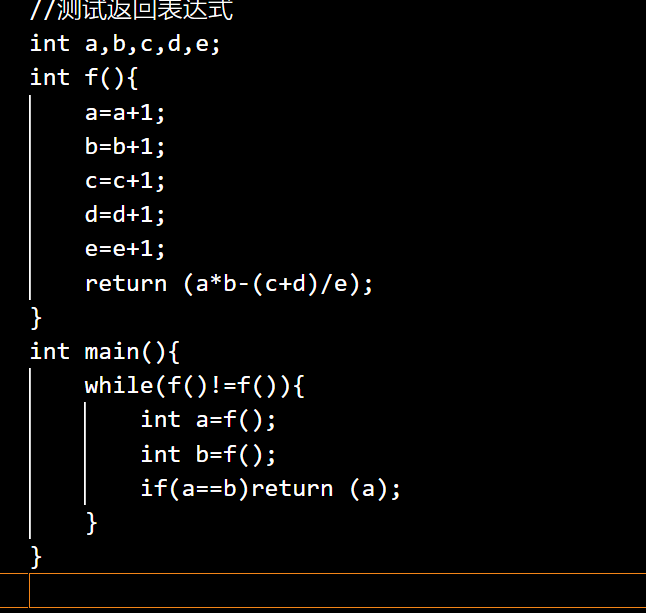 //测试返回表达式
int a,b,c,d,e;
int f(){
    a=a+1;
    b=b+1;
    c=c+1;
    d=d+1;
    e=e+1;
    return (a*b-(c+d)/e);
}
int main(){
    while(f()!=f()){
        int a=f();
        int b=f();
        if(a==b)return (a);
    }
}